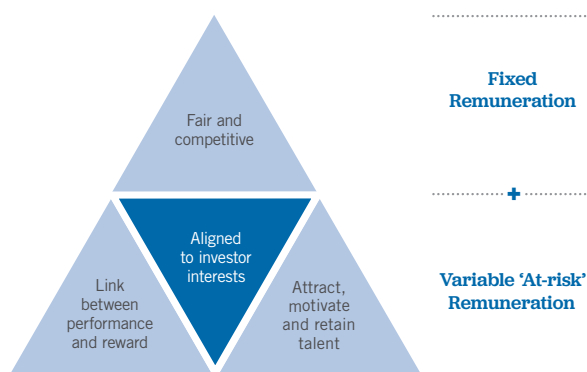 Fair and
competitive
Fixed
Remuneration
+
Aligned
to investor
interests
Link
between
performance
and reward
Attract,
motivate
and retain
talent
Variable ‘At-risk’
Remuneration